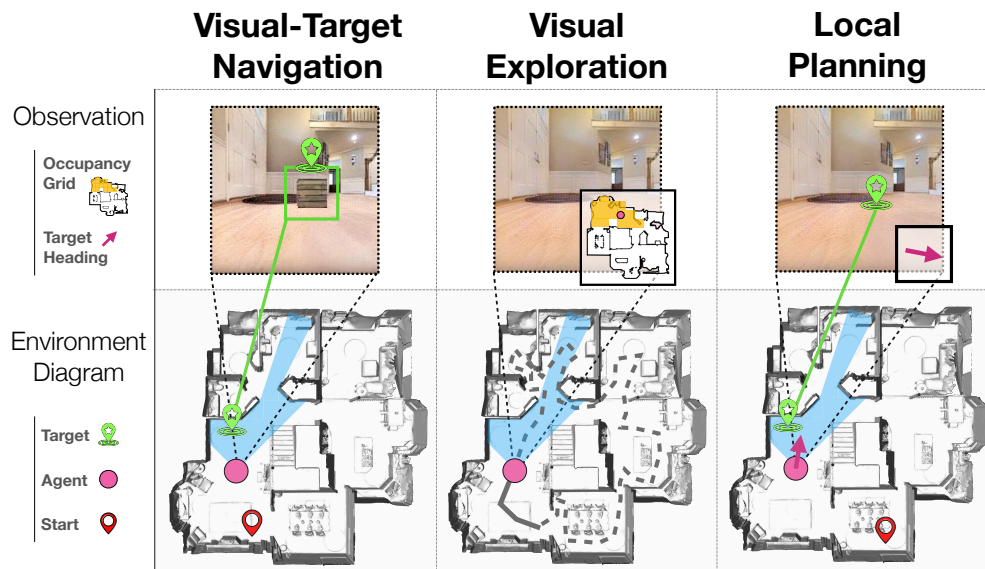 Visual-Target
Navigation
Visual
Exploration
Local
Planning
Observation
Occupancy
Grid
Target
Heading
Environment
Diagram
Target
Agent
Start